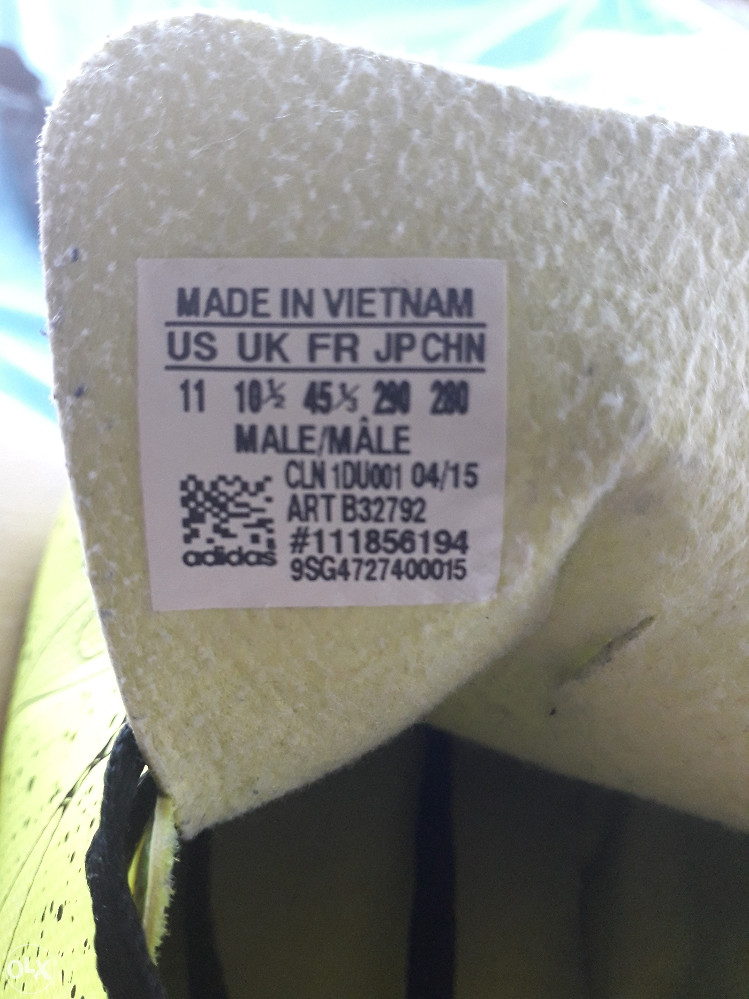 MADE IN VIETNAM
US UK FR JP CHN
11 10½ 45⅓ 290 280
MALE/MÂLE
CLN 1DU001 04/15
ART B32792
#111856194
adidas 9SG4727400015
OLX